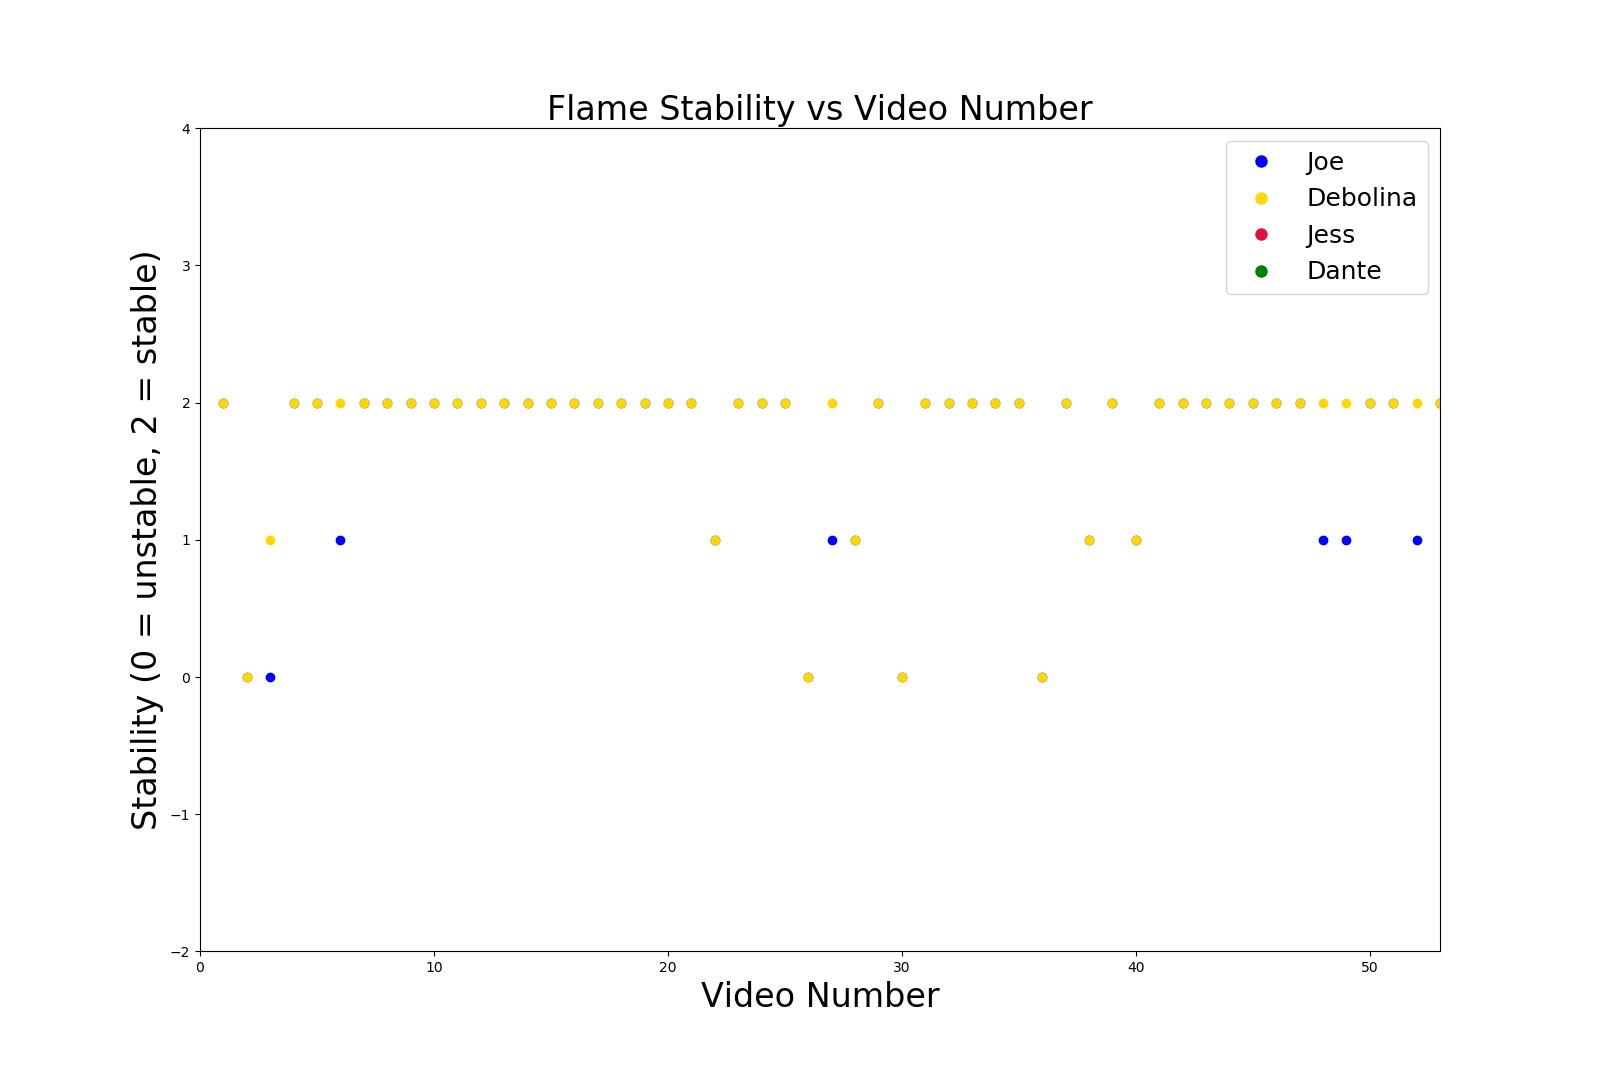 Flame Stability vs Video Number
4
3
2
1
0
−1
−2
Stability (0 = unstable, 2 = stable)
Joe
Debolina
Jess
Dante
0 10 20 30 40 50
Video Number